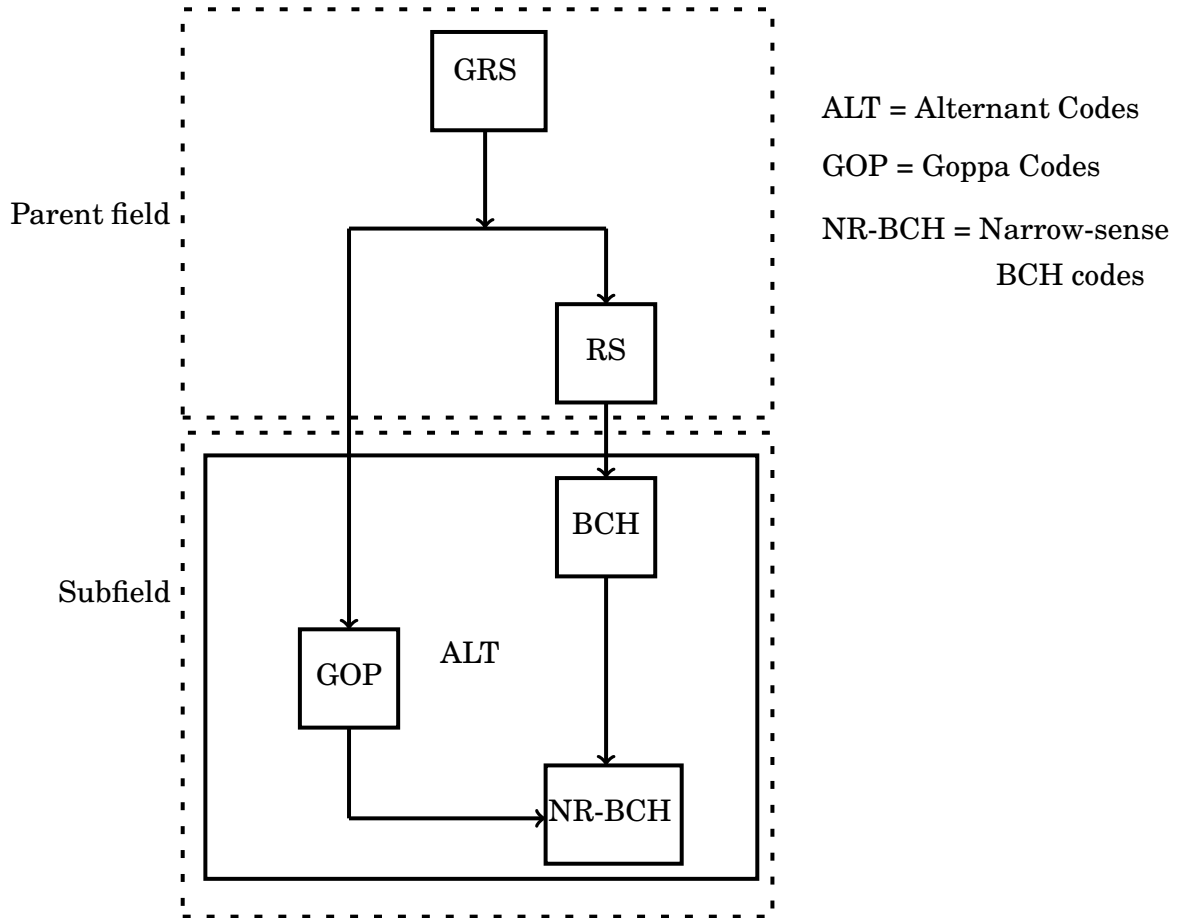 GRS
ALT = Alternant Codes
GOP = Goppa Codes
Parent field
NR-BCH = Narrow-sense
BCH codes
RS
BCH
Subfield
ALT
GOP
NR-BCH